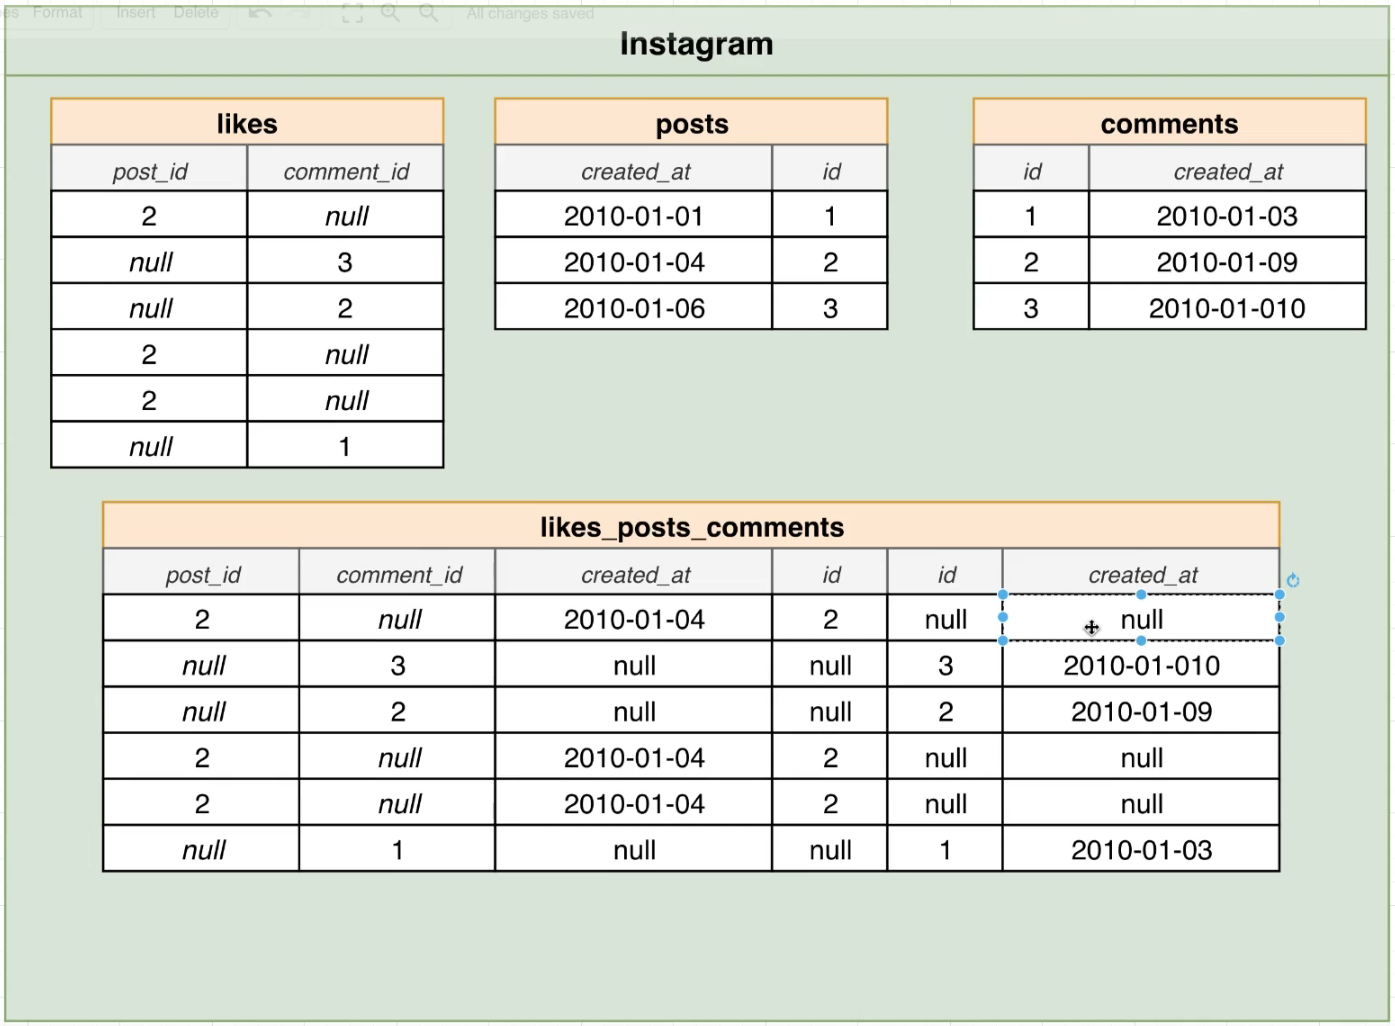 Format Insert Delete All changes saved
Instagram
likes
post_id comment_id
2 null
null 3
null 2
2 null
2 null
null 1
posts
created_at id
2010-01-01 1
2010-01-04 2
2010-01-06 3
comments
id created_at
1 2010-01-03
2 2010-01-09
3 2010-01-010
likes_posts_comments
post_id comment_id created_at id id created_at
2 null 2010-01-04 2 null null
null 3 null null 3 2010-01-010
null 2 null null 2 2010-01-09
2 null 2010-01-04 2 null null
2 null 2010-01-04 2 null null
null 1 null null 1 2010-01-03